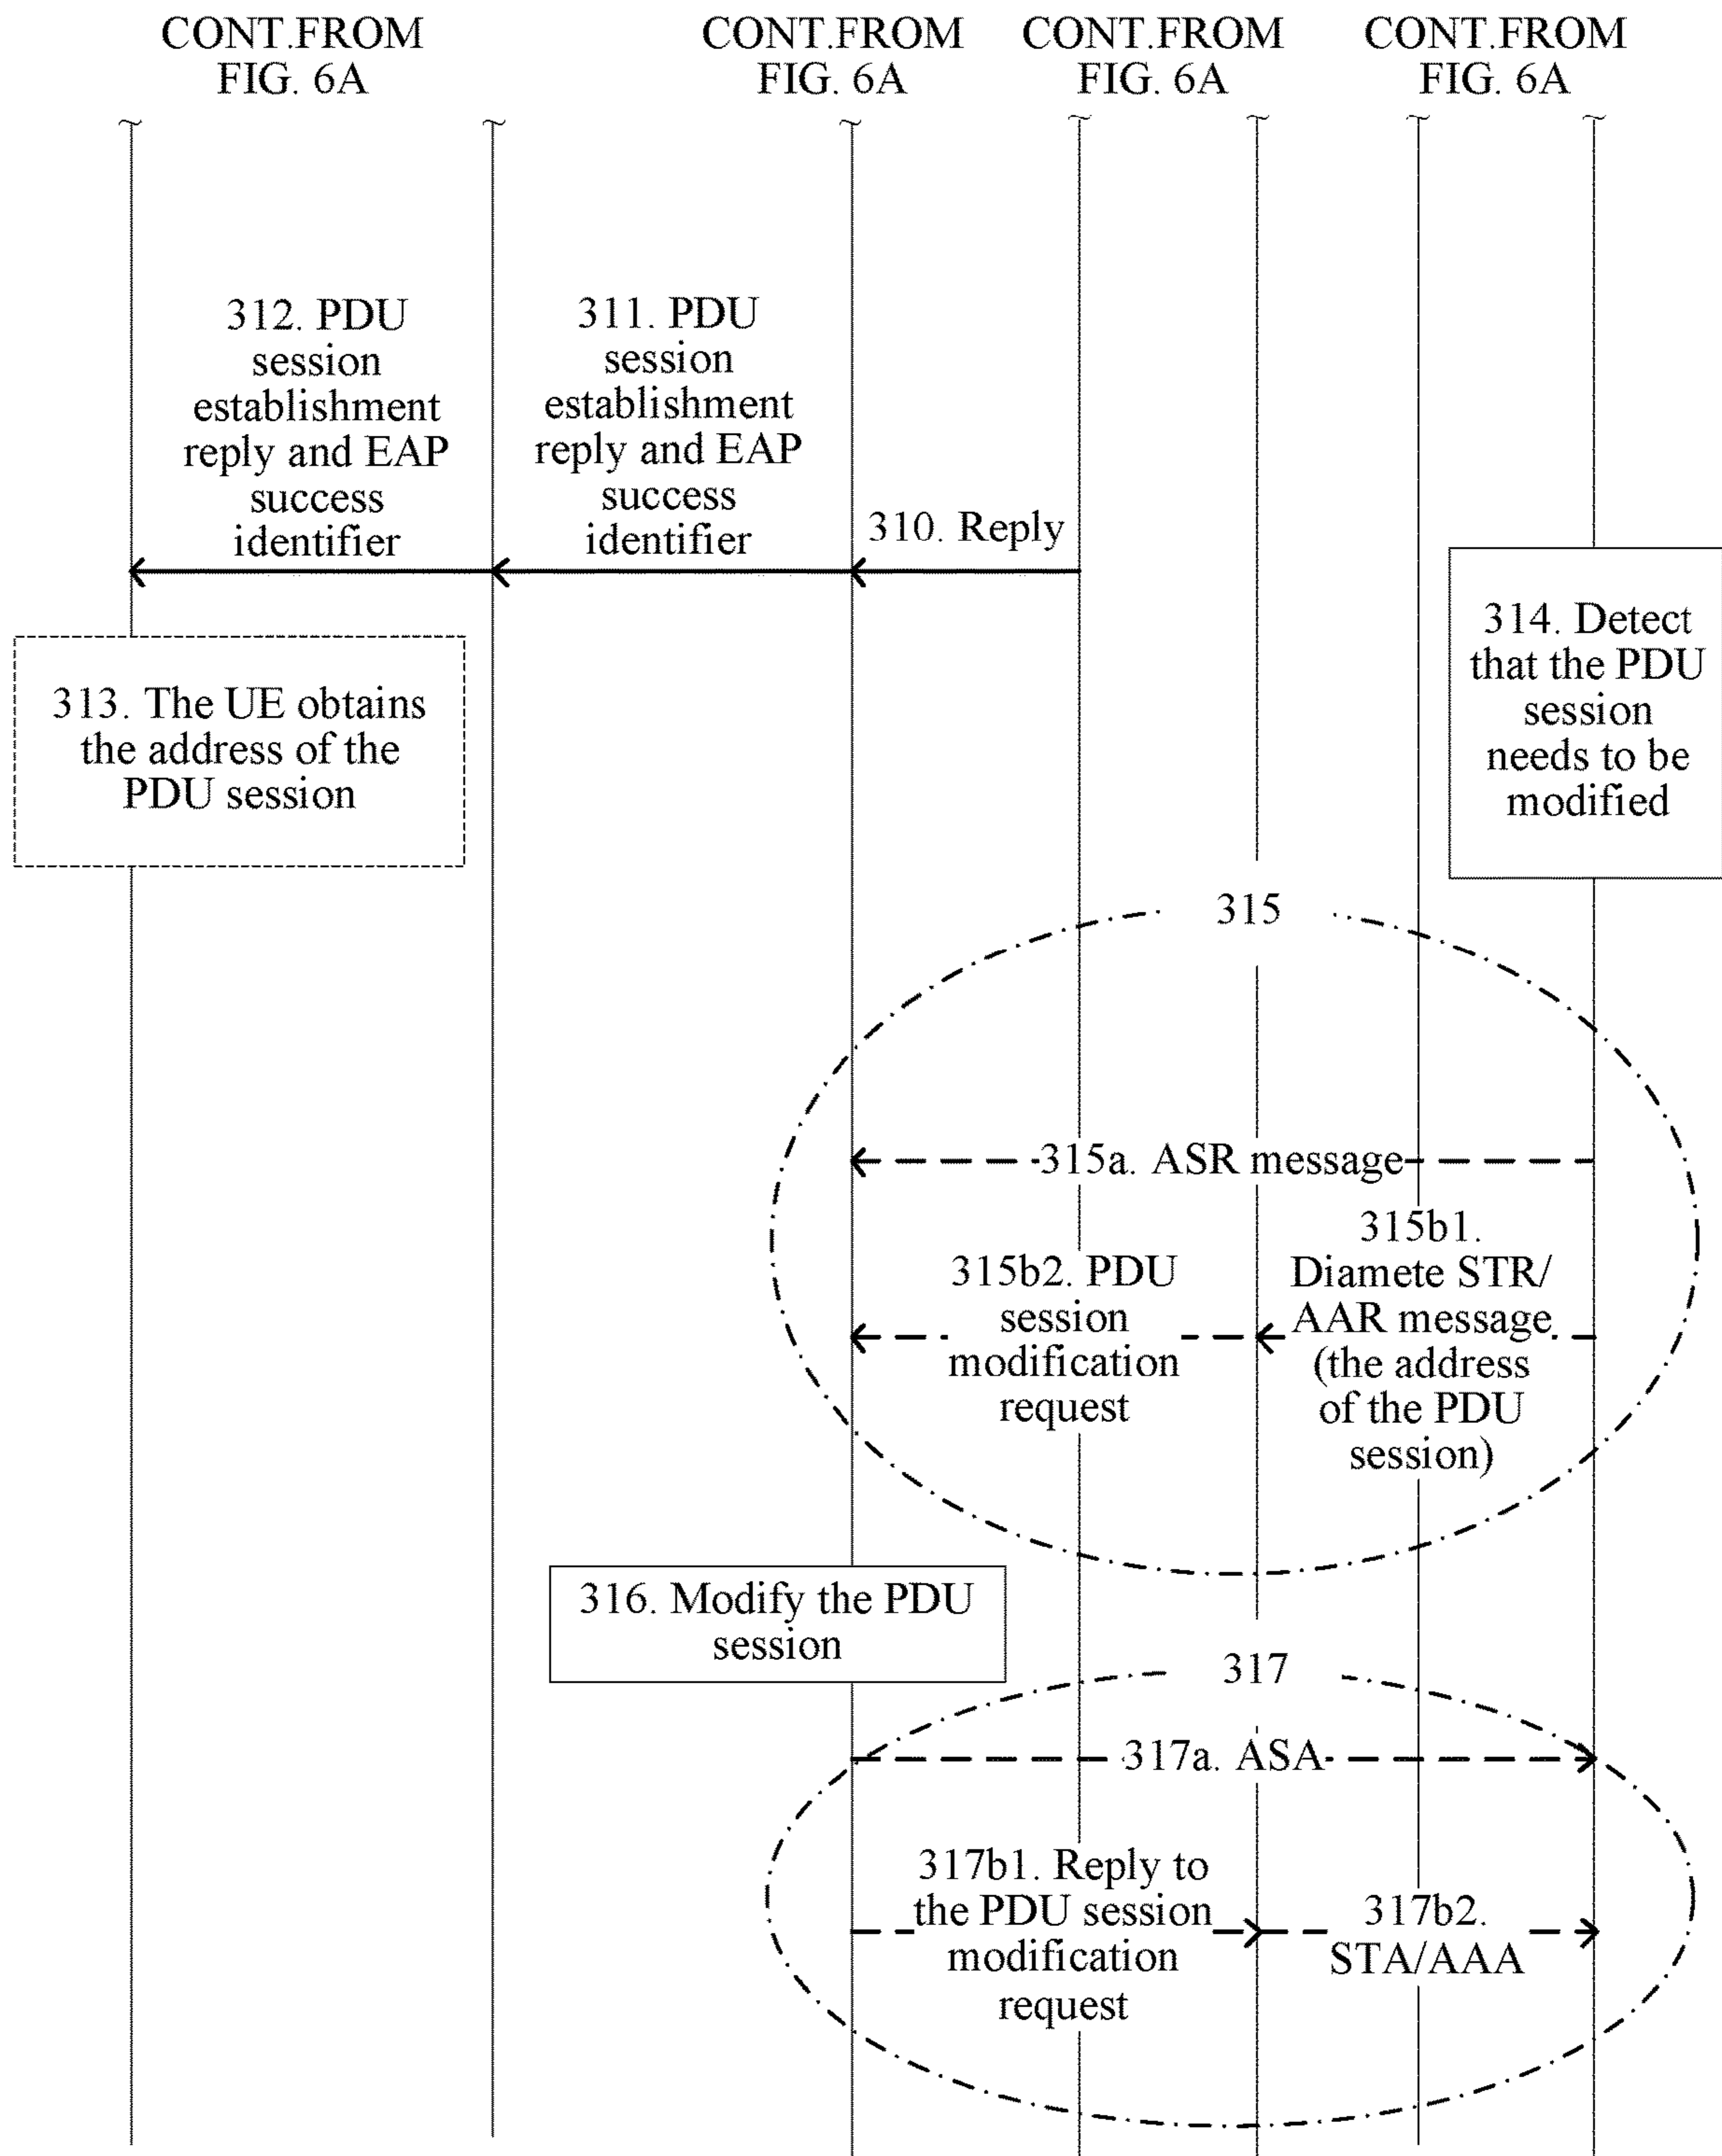 CONT.FROM
FIG. 6A
CONT.FROM
FIG. 6A
CONT.FROM
FIG. 6A
CONT.FROM
FIG. 6A
312. PDU
session
establishment
reply and EAP
success
identifier
311. PDU
session
establishment
reply and EAP
success
identifier
310. Reply
313. The UE obtains
the address of the
PDU session
314. Detect
that the PDU
session
needs to be
modified
315
315a. ASR message
315b2. PDU
session
modification
request
315b1.
Diamete STR/
AAR message
(the address
of the PDU
session)
316. Modify the PDU
session
317
317a. ASA
317b1. Reply to
the PDU session
modification
request
317b2.
STA/AAA